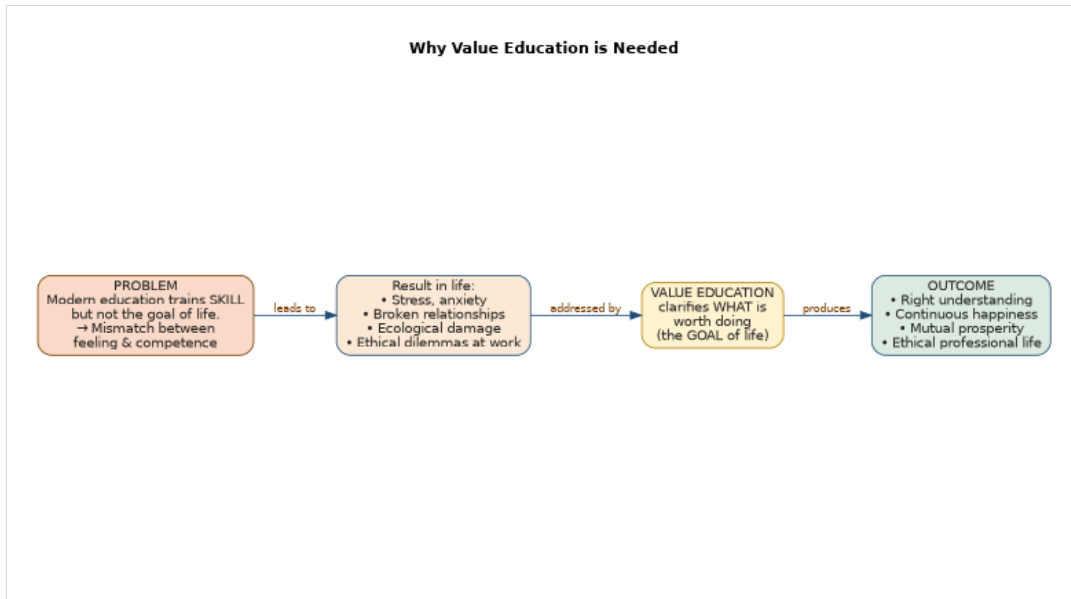 Why Value Education is Needed
PROBLEM
Modern education trains SKILL
but not the goal of life.
→ Mismatch between
feeling & competence
leads to
Result in life:
• Stress, anxiety
• Broken relationships
• Ecological damage
• Ethical dilemmas at work
addressed by
VALUE EDUCATION
clarifies WHAT is
worth doing
(the GOAL of life)
produces
OUTCOME
• Right understanding
• Continuous happiness
• Mutual prosperity
• Ethical professional life